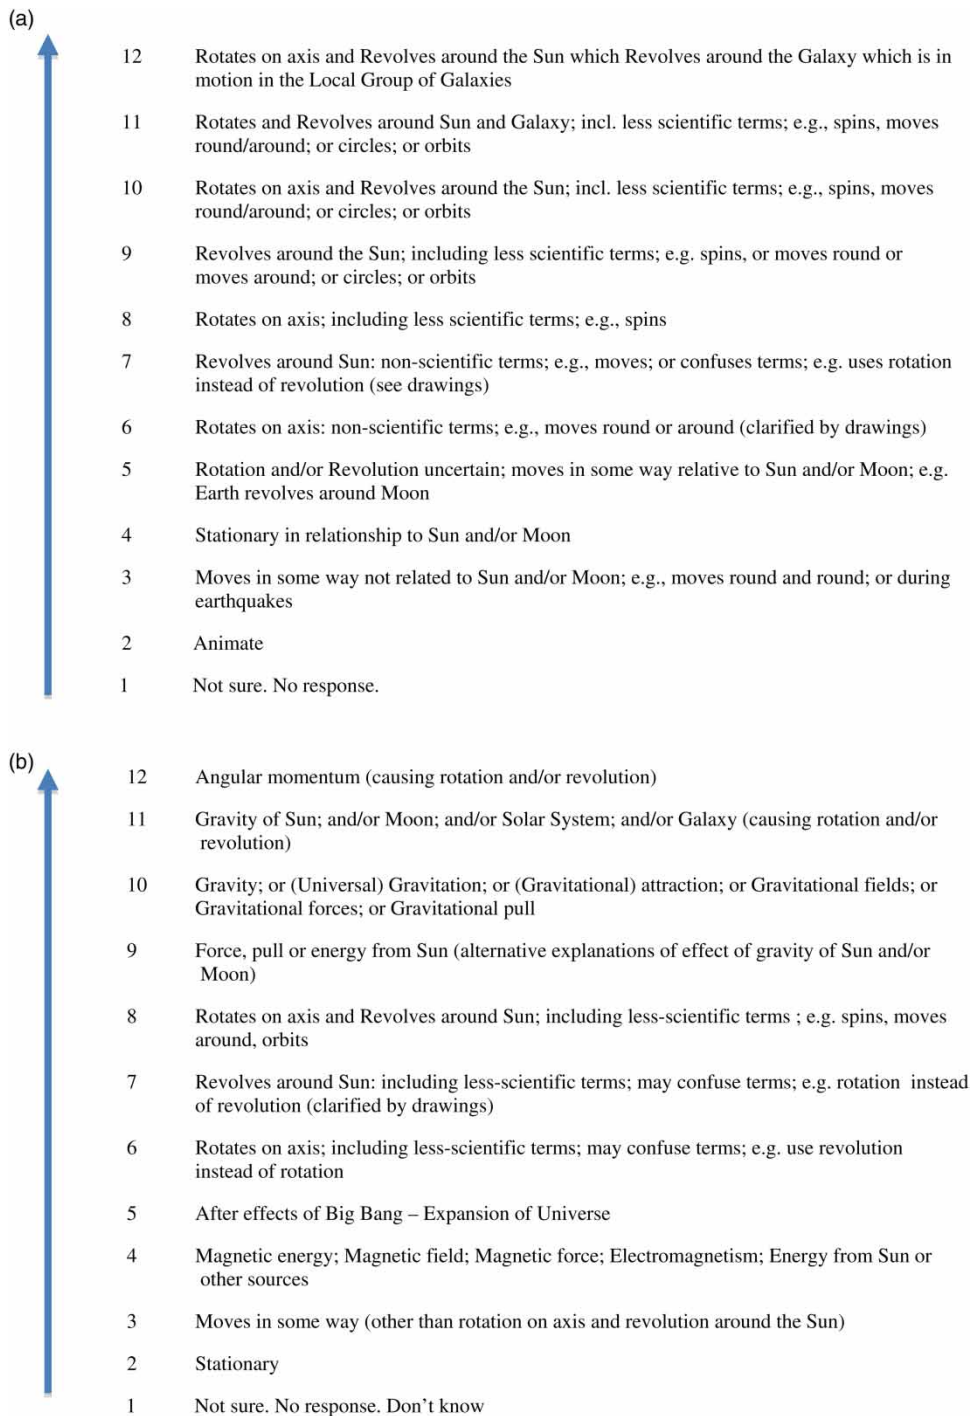 (a)
12 Rotates on axis and Revolves around the Sun which Revolves around the Galaxy which is in
motion in the Local Group of Galaxies
11 Rotates and Revolves around Sun and Galaxy; incl. less scientific terms; e.g., spins, moves
round/around; or circles; or orbits
10 Rotates on axis and Revolves around the Sun; incl. less scientific terms; e.g., spins, moves
round/around; or circles; or orbits
9 Revolves around the Sun; including less scientific terms; e.g. spins, or moves round or
moves around; or circles; or orbits
8 Rotates on axis; including less scientific terms; e.g., spins
7 Revolves around Sun: non-scientific terms; e.g., moves; or confuses terms; e.g. uses rotation
instead of revolution (see drawings)
6 Rotates on axis: non-scientific terms; e.g., moves round or around (clarified by drawings)
5 Rotation and/or Revolution uncertain; moves in some way relative to Sun and/or Moon; e.g.
Earth revolves around Moon
4 Stationary in relationship to Sun and/or Moon
3 Moves in some way not related to Sun and/or Moon; e.g., moves round and round; or during
earthquakes
2 Animate
1 Not sure. No response.
(b)
12 Angular momentum (causing rotation and/or revolution)
11 Gravity of Sun; and/or Moon; and/or Solar System; and/or Galaxy (causing rotation and/or
revolution)
10 Gravity; or (Universal) Gravitation; or (Gravitational) attraction; or Gravitational fields; or
Gravitational forces; or Gravitational pull
9 Force, pull or energy from Sun (alternative explanations of effect of gravity of Sun and/or
Moon)
8 Rotates on axis and Revolves around Sun; including less-scientific terms ; e.g. spins, moves
around, orbits
7 Revolves around Sun: including less-scientific terms; may confuse terms; e.g. rotation instead
of revolution (clarified by drawings)
6 Rotates on axis; including less-scientific terms; may confuse terms; e.g. use revolution
instead of rotation
5 After effects of Big Bang – Expansion of Universe
4 Magnetic energy; Magnetic field; Magnetic force; Electromagnetism; Energy from Sun or
other sources
3 Moves in some way (other than rotation on axis and revolution around the Sun)
2 Stationary
1 Not sure. No response. Don't know